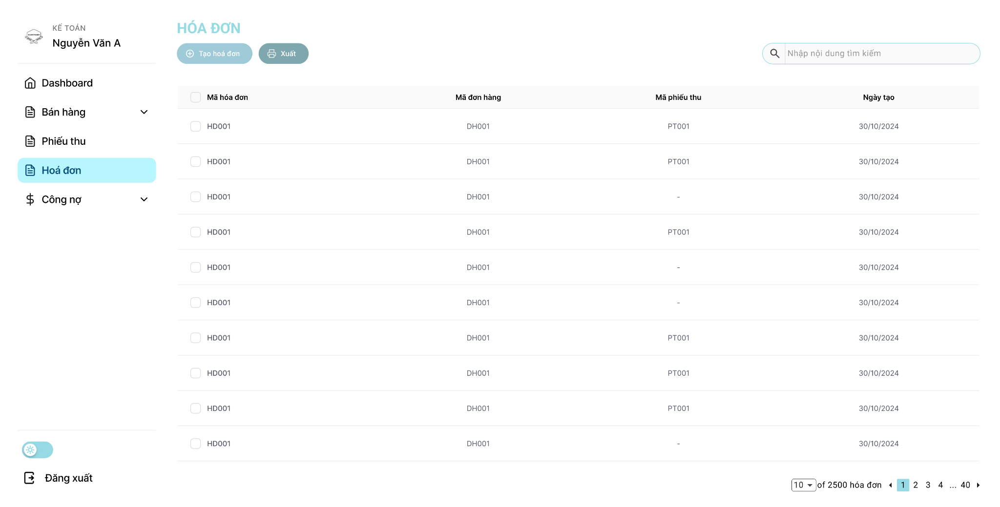 KẾ TOÁN
Nguyễn Văn A
Dashboard
Bán hàng
Phiếu thu
Hoá đơn
Công nợ
Đăng xuất
HÓA ĐƠN
Tạo hoá đơn
Xuất
Nhập nội dung tìm kiếm
Mã hóa đơn Mã đơn hàng Mã phiếu thu Ngày tạo
HD001 DH001 PT001 30/10/2024
HD001 DH001 PT001 30/10/2024
HD001 DH001 - 30/10/2024
HD001 DH001 PT001 30/10/2024
HD001 DH001 - 30/10/2024
HD001 DH001 - 30/10/2024
HD001 DH001 PT001 30/10/2024
HD001 DH001 PT001 30/10/2024
HD001 DH001 PT001 30/10/2024
HD001 DH001 - 30/10/2024
10 of 2500 hóa đơn 1 2 3 4 ... 40